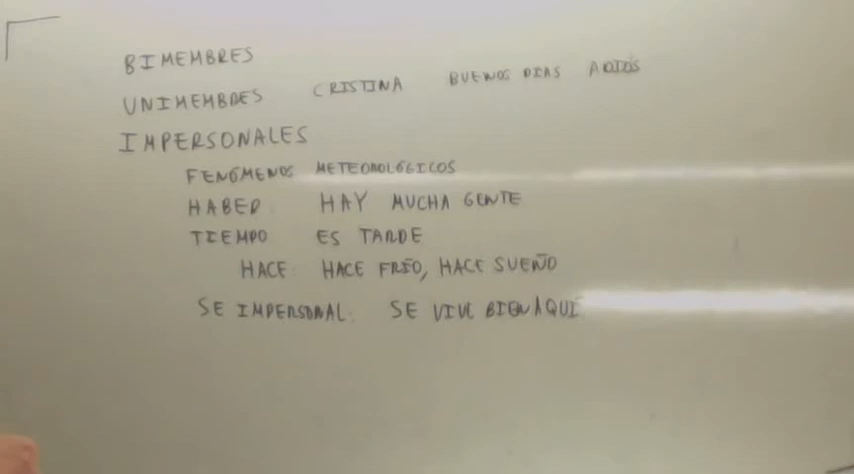 BIMEMBRES
UNIMEMBRES CRISTINA BUENOS DIAS ADIÓS
IMPERSONALES
FENÓMENOS METEOROLÓGICOS
HABER HAY MUCHA GENTE
TIEMPO ES TARDE
HACE: HACE FRÍO, HACE SUEÑO
SE IMPERSONAL: SE VIVE BIEN AQUÍ